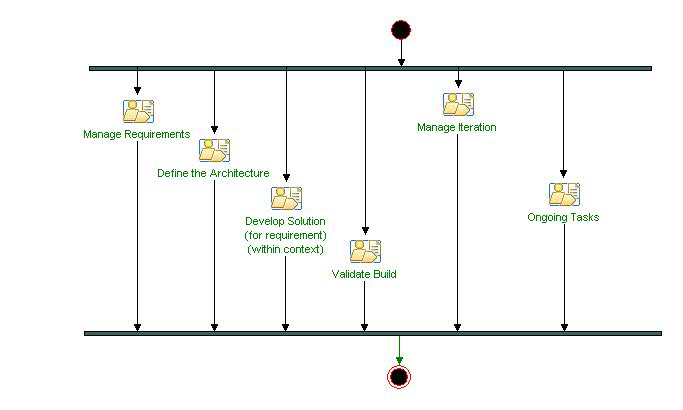 Manage Requirements
Define the Architecture
Develop Solution
(for requirement)
(within context)
Validate Build
Manage Iteration
Ongoing Tasks